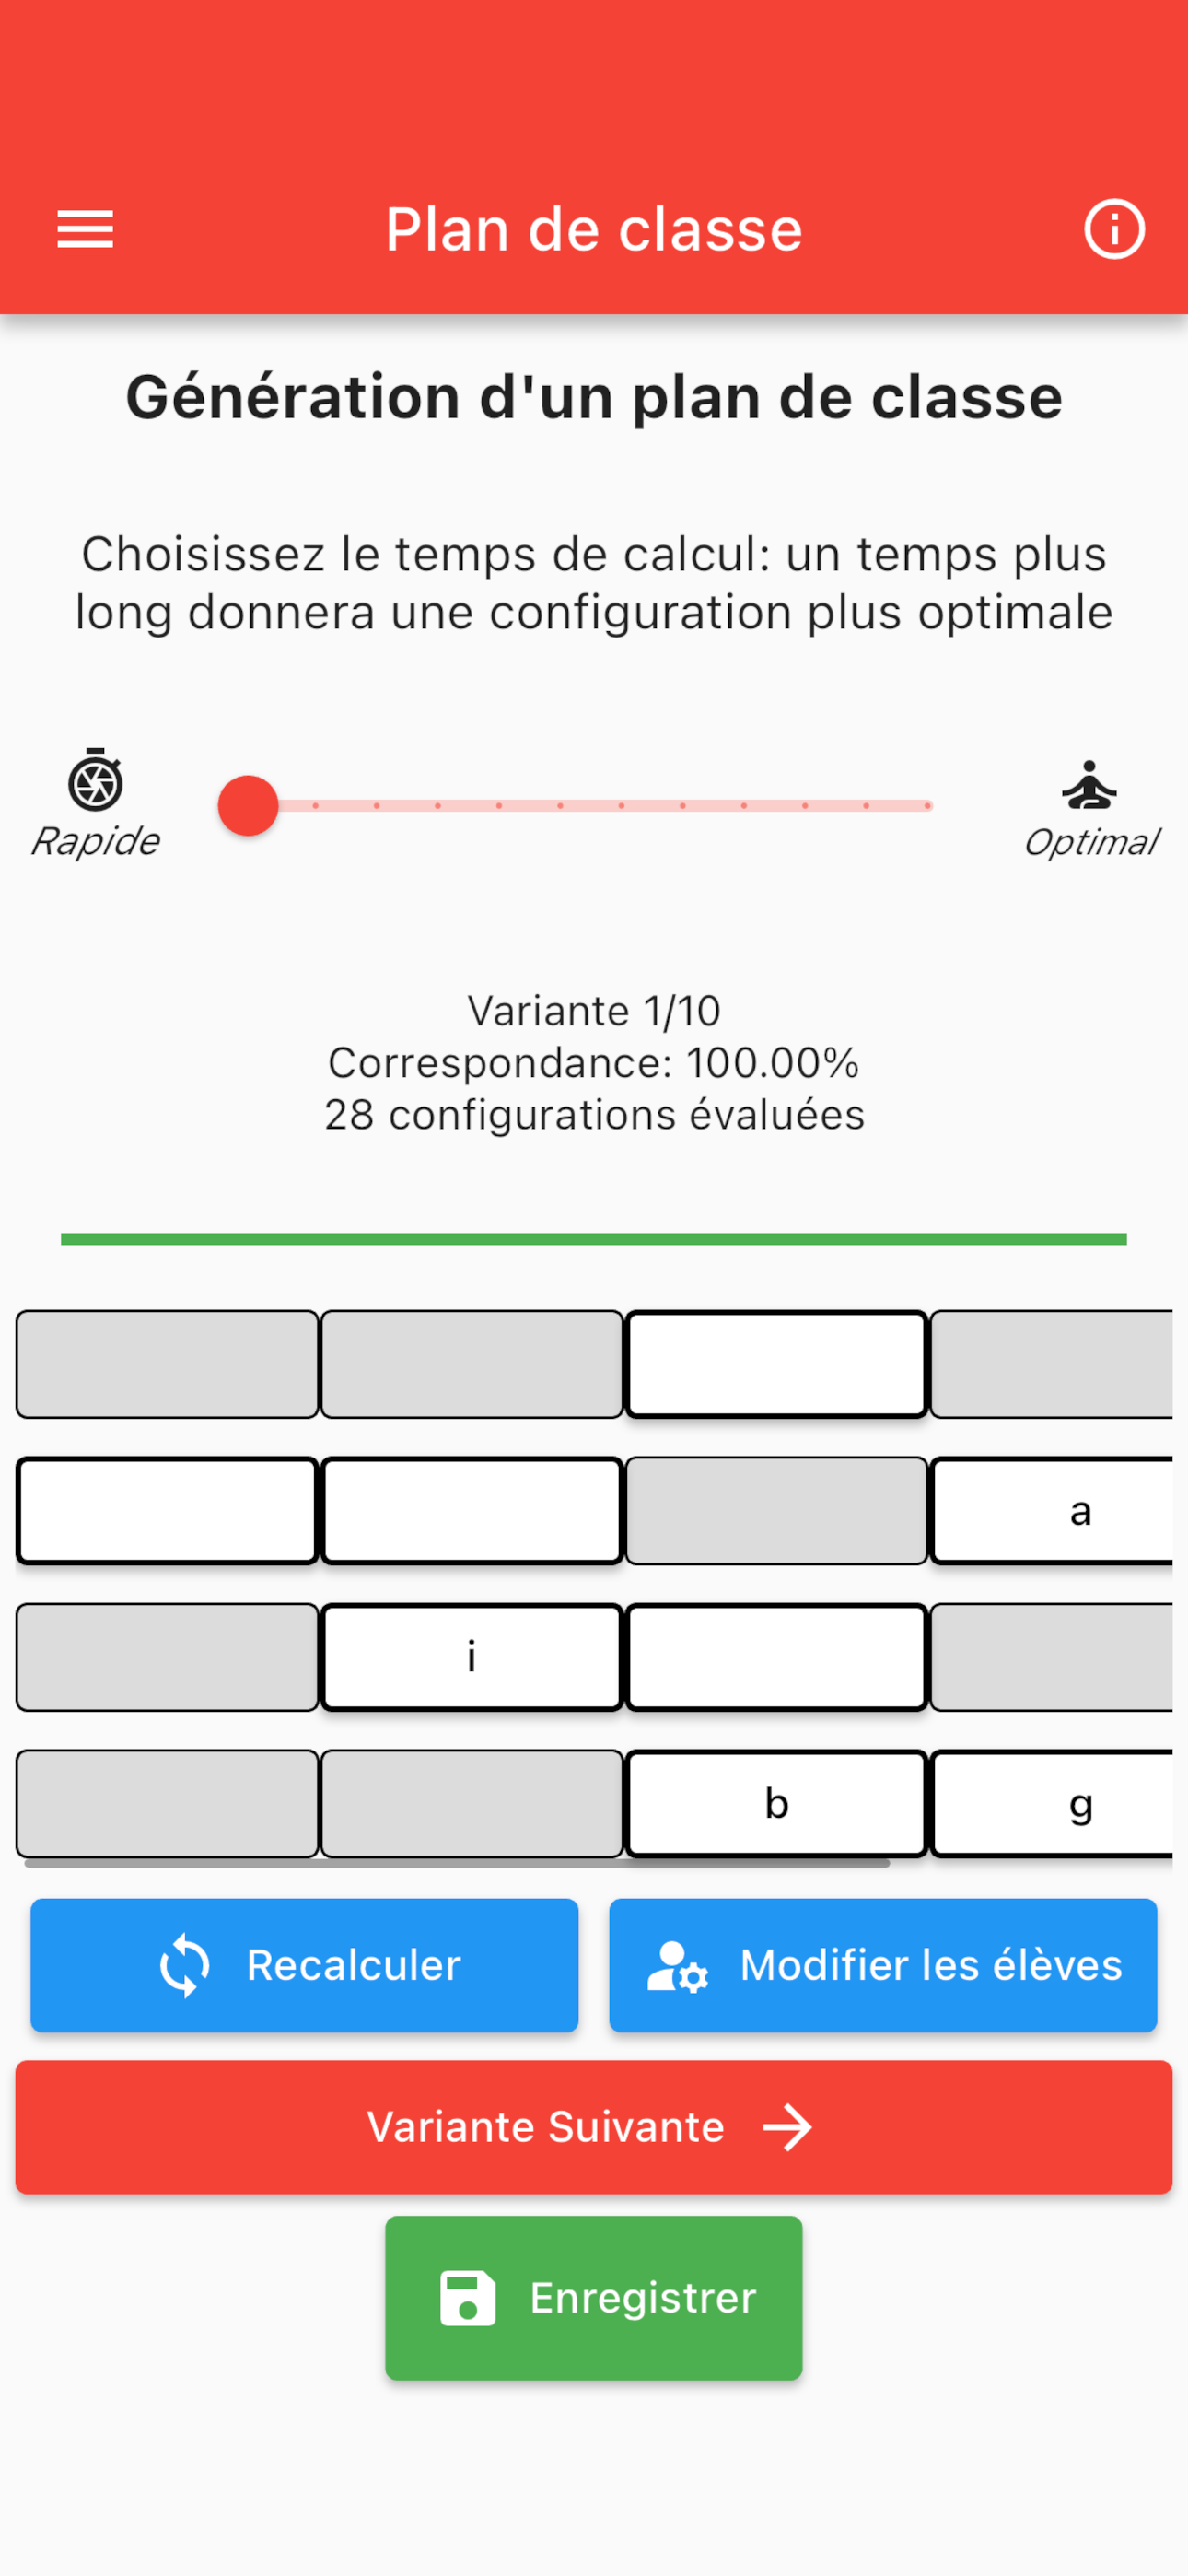 Plan de classe
Génération d'un plan de classe
Choisissez le temps de calcul: un temps plus
long donnera une configuration plus optimale
Rapide
Optimal
Variante 1/10
Correspondance: 100.00%
28 configurations évaluées
a
i
b
g
Recalculer
Modifier les élèves
Variante Suivante
Enregistrer